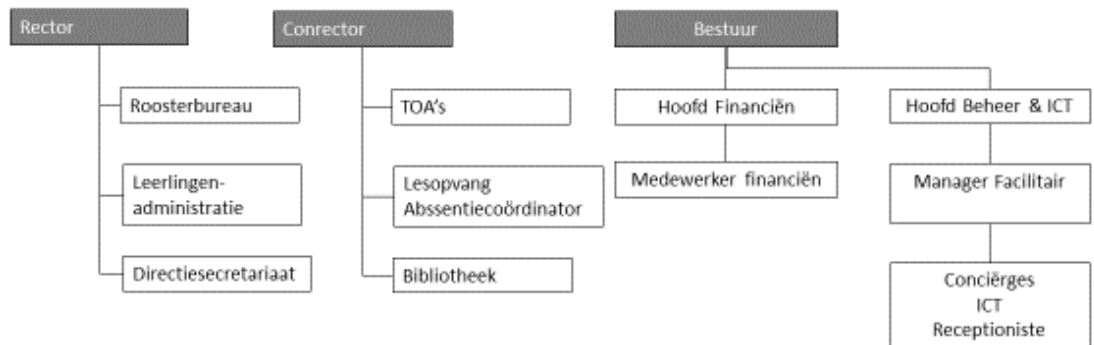 Rector
Roosterbureau
Leerlingen-
administratie
Directiesecretariaat
Conrector
TOA's
Lesopvang
Abssentiecoördinator
Bibliotheek
Bestuur
Hoofd Financiën
Medewerker financiën
Hoofd Beheer & ICT
Manager Facilitair
Conciërges
ICT
Receptioniste